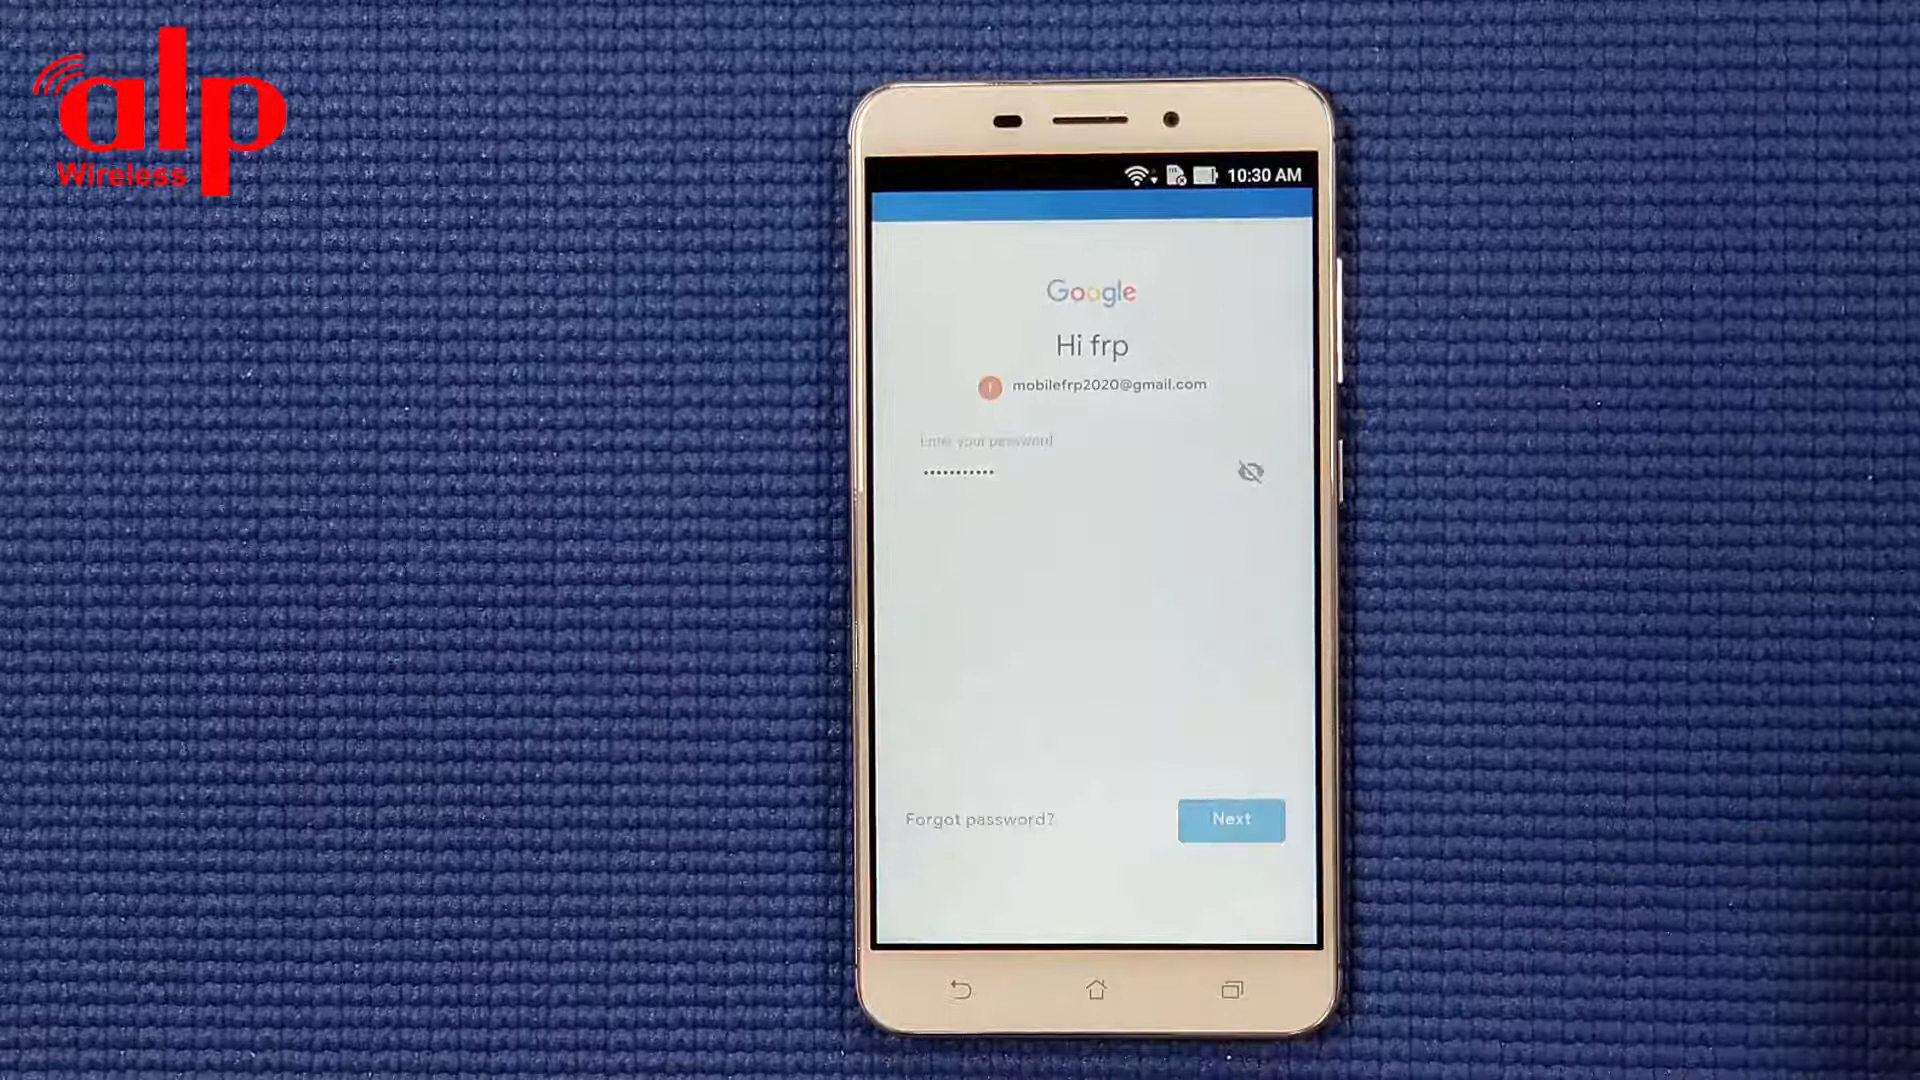 alp
Wireless
10:30 AM
Google
Hi frp
mobilefrp2020@gmail.com
Enter your password
•••••••••••
Forgot password?
Next